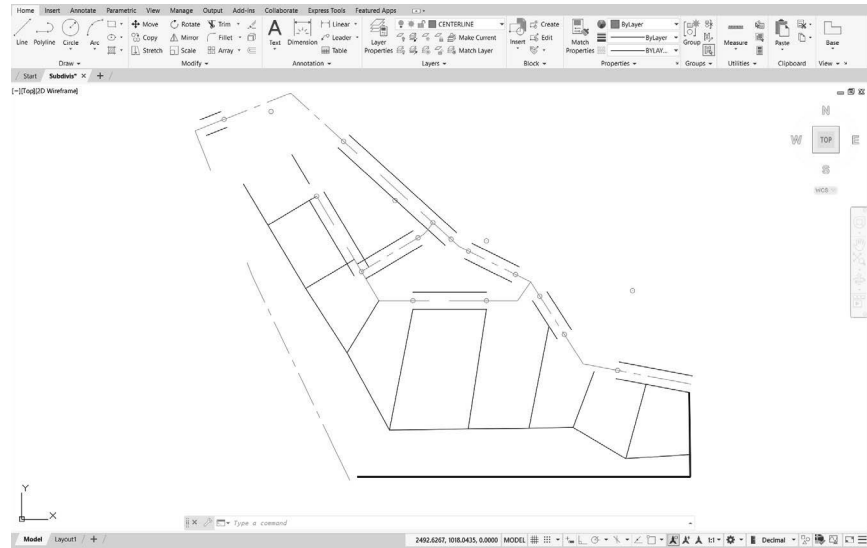 Home Insert Annotate Parametric View Manage Output Add-ins Collaborate Express Tools Featured Apps
Move Rotate Trim Linear CENTERLINE Create ByLayer
Line Polyline Circle Arc Copy Mirror Fillet Text Dimension Leader Layer Properties Make Current Insert Edit Match Properties ByLayer Group Measure Paste Base
Stretch Scale Array Table Match Layer BYLAY...
Draw Modify Annotation Layers Block Properties Groups Utilities Clipboard View
Start Subdivis* × +
[−][Top][2D Wireframe]
N
W TOP E
S
WCS
Y
X
Type a command
Model Layout1 + 2492.6267, 1018.0435, 0.0000 MODEL 1:1 Decimal